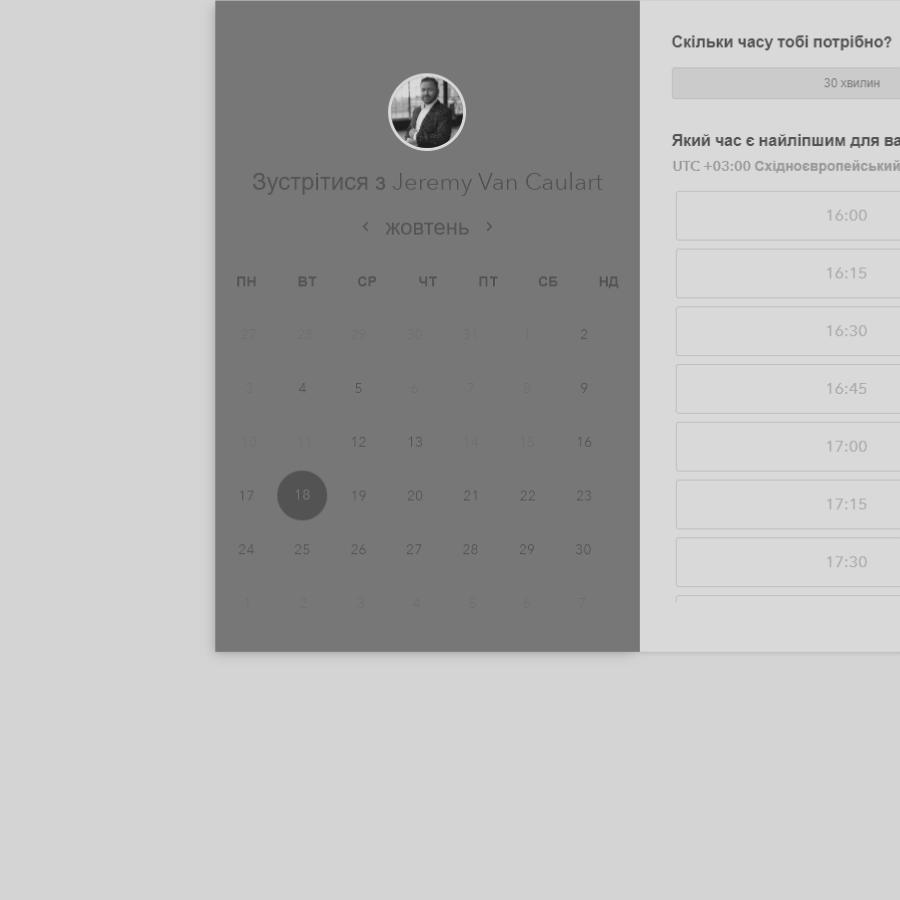 Зустрітися з Jeremy Van Caulart
жовтень
ПН ВТ СР ЧТ ПТ СБ НД
27 28 29 30 31 1 2
3 4 5 6 7 8 9
10 11 12 13 14 15 16
17 18 19 20 21 22 23
24 25 26 27 28 29 30
1 2 3 4 5 6 7
Скільки часу тобі потрібно?
30 хвилин
Який час є найліпшим для ва
UTC +03:00 Східноєвропейський
16:00
16:15
16:30
16:45
17:00
17:15
17:30